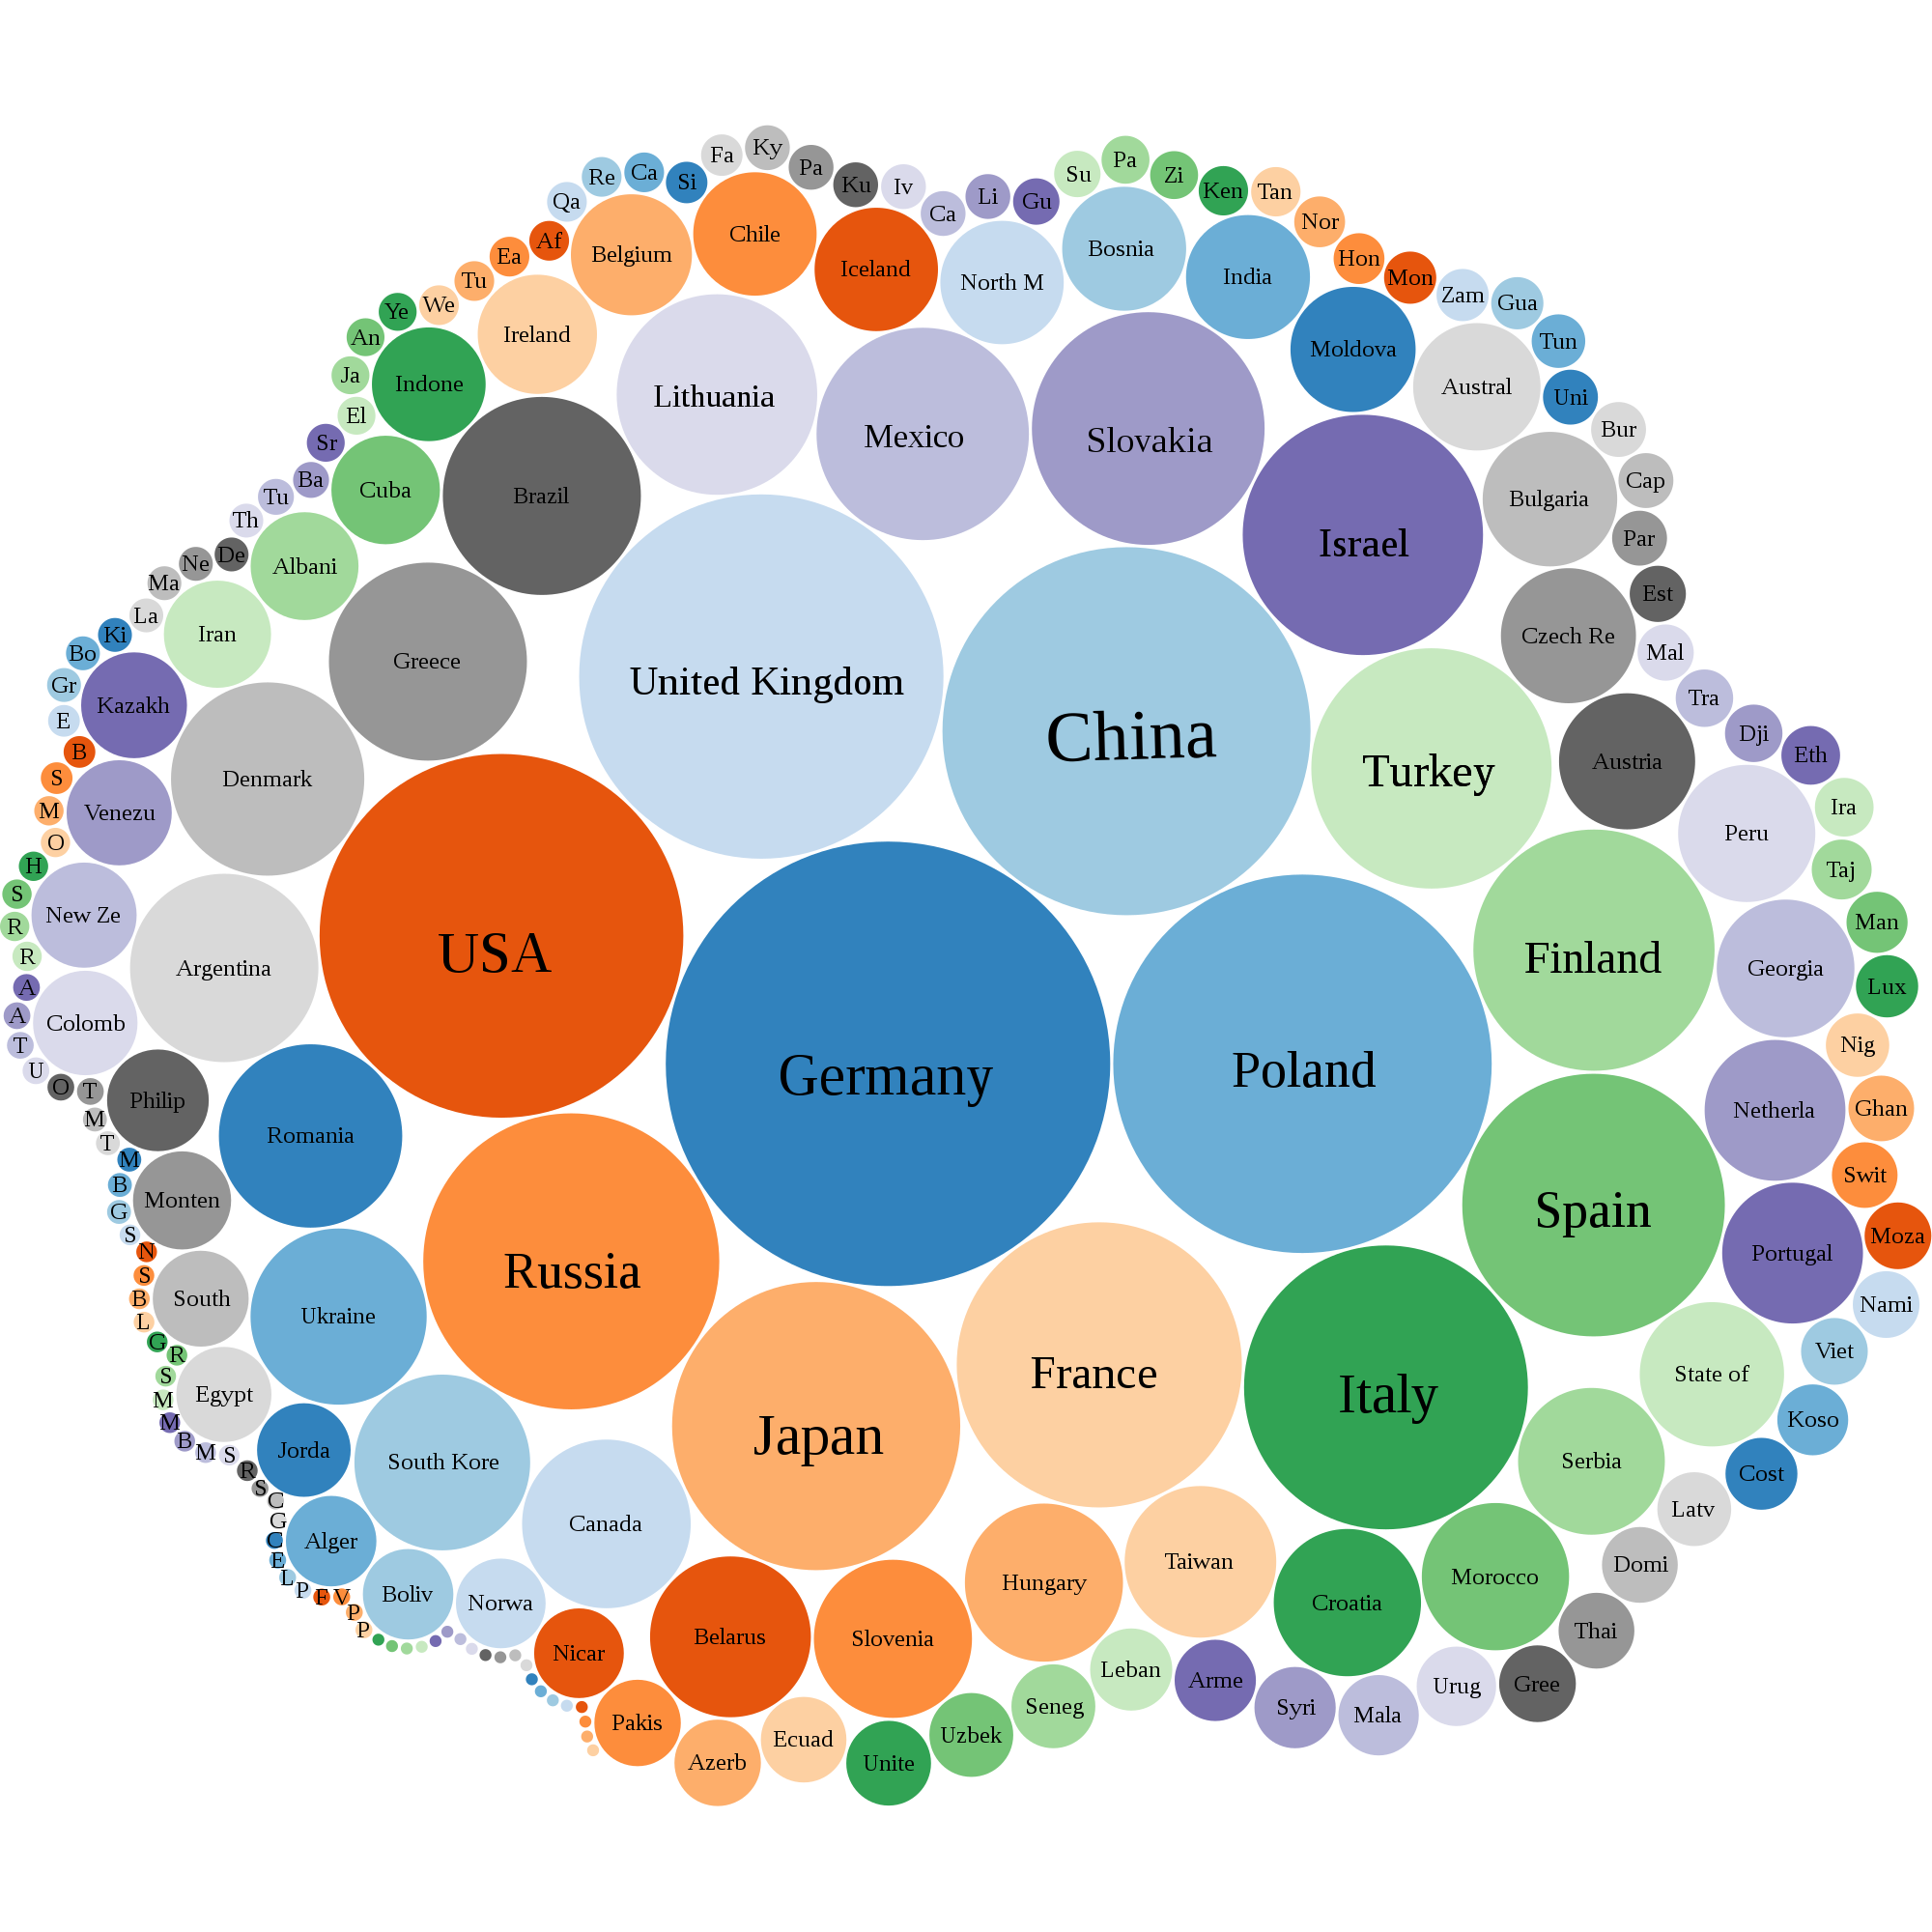 Fa
Ky
Pa
Ku
Iv
Ca
Li
Gu
Su
Pa
Zi
Ken
Tan
Nor
Hon
Mon
Zam
Gua
Tun
Uni
Bur
Cap
Par
Est
Mal
Tra
Dji
Eth
Ira
Taj
Man
Lux
Nig
Ghan
Swit
Moza
Nami
Viet
Koso
Cost
Latv
Domi
Thai
Gree
Urug
Mala
Syri
Arme
Leban
Seneg
Uzbek
Unite
Ecuad
Azerb
Pakis
Nicar
Norwa
Boliv
Alger
Jorda
Egypt
South
Monten
Philip
Colomb
New Ze
Venezu
Kazakh
Iran
Albani
Cuba
Indone
Ireland
Belgium
Chile
Iceland
North M
Bosnia
India
Moldova
Austral
Bulgaria
Czech Re
Austria
Peru
Georgia
Netherla
Portugal
State of
Serbia
Morocco
Croatia
Taiwan
Hungary
Slovenia
Belarus
Canada
South Kore
Ukraine
Romania
Argentina
Denmark
Greece
Brazil
Lithuania
Mexico
Slovakia
Israel
Turkey
Finland
Spain
Italy
France
Japan
Russia
USA
United Kingdom
China
Poland
Germany
Si
Ca
Re
Qa
Af
Ea
Tu
We
Ye
An
Ja
El
Sr
Ba
Tu
Th
De
Ne
Ma
La
Ki
Bo
Gr
E
B
S
M
O
H
S
R
R
A
A
T
U
O
T
M
T
M
B
G
S
N
S
B
L
G
R
S
M
M
B
M
S
R
S
C
G
C
E
L
P
F
V
P
P